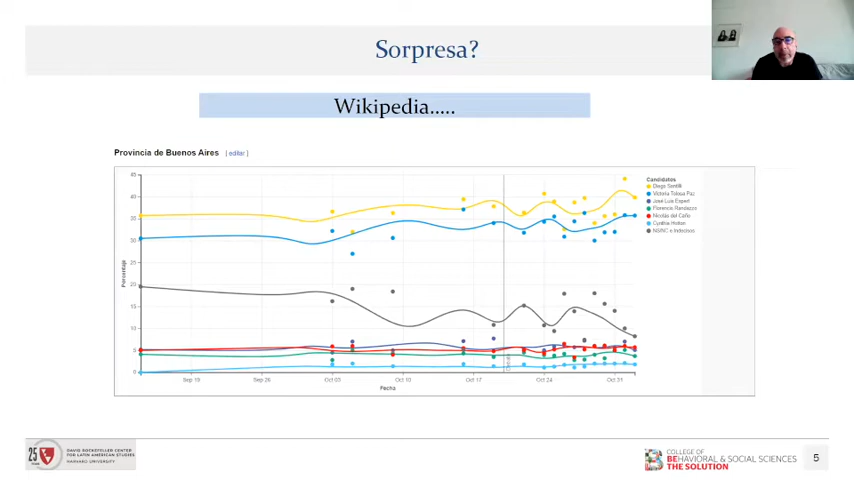 Sorpresa?
Wikipedia.....
Provincia de Buenos Aires [ editar ]
45
40
35
30
25
20
15
10
5
0
Porcentaje
Sep 19
Sep 26
Oct 03
Oct 10
Oct 17
Oct 24
Oct 31
Fecha
Candidatos
Diego Santilli
Victoria Tolosa Paz
José Luis Espert
Florencio Randazzo
Nicolás del Caño
Cynthia Hotton
NS/NC e Indecisos
25
DAVID ROCKEFELLER CENTER
FOR LATIN AMERICAN STUDIES
HARVARD UNIVERSITY
COLLEGE OF
BEHAVIORAL & SOCIAL SCIENCES
THE SOLUTION
5